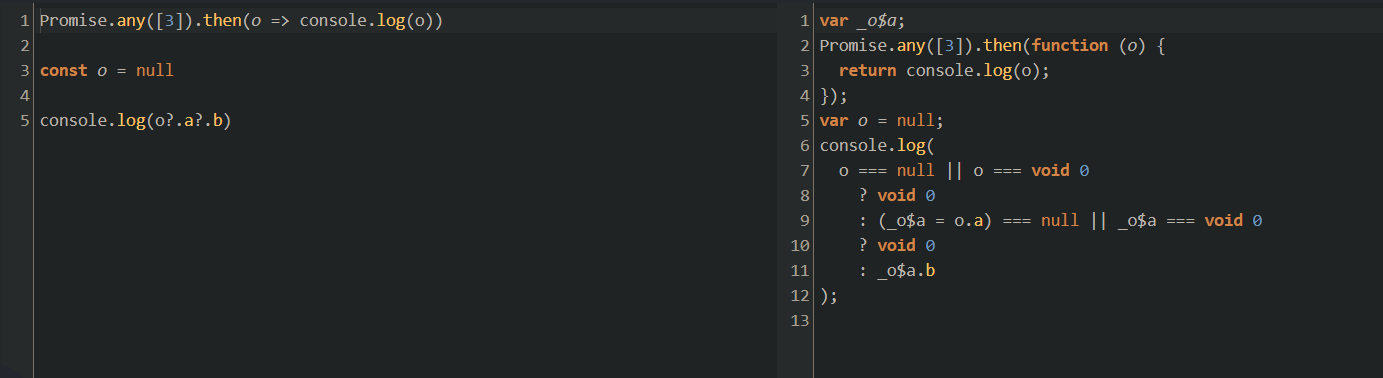 1 Promise.any([3]).then(o => console.log(o))
2
3 const o = null
4
5 console.log(o?.a?.b)
1 var _o$a;
2 Promise.any([3]).then(function (o) {
3   return console.log(o);
4 });
5 var o = null;
6 console.log(
7   o === null || o === void 0
8     ? void 0
9     : (_o$a = o.a) === null || _o$a === void 0
10     ? void 0
11     : _o$a.b
12 );
13